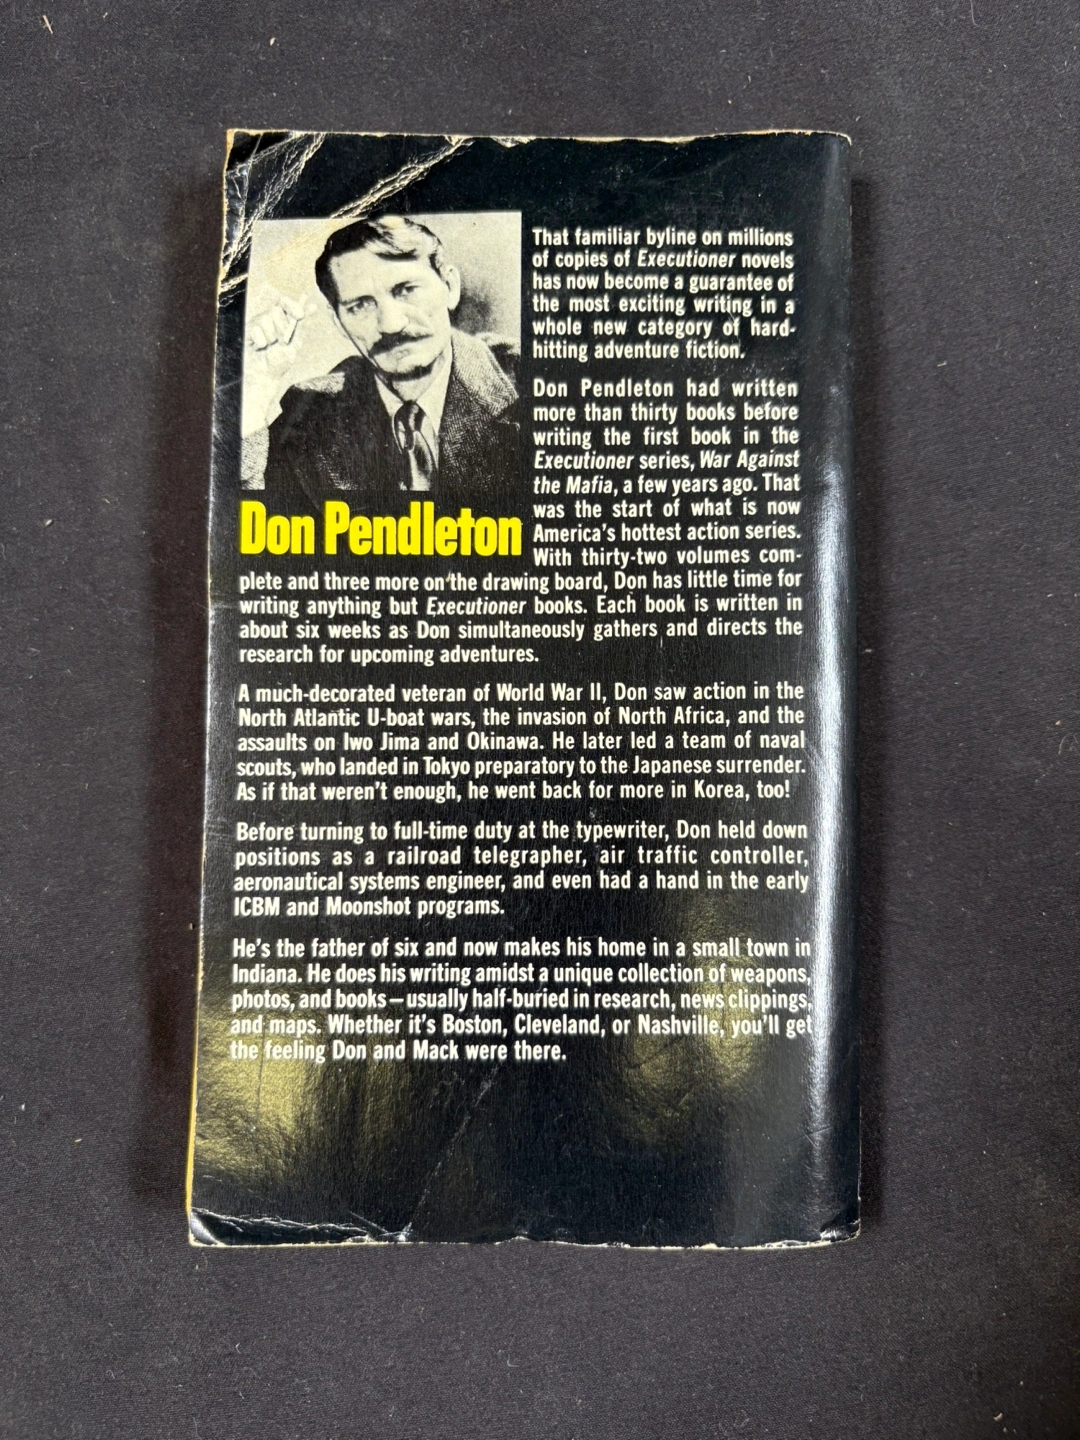 That familiar byline on millions
of copies of Executioner novels
has now become a guarantee of
the most exciting writing in a
whole new category of hard-
hitting adventure fiction.
Don Pendleton had written
more than thirty books before
writing the first book in the
Executioner series, War Against
the Mafia, a few years ago. That
was the start of what is now
America's hottest action series.
With thirty-two volumes com-
Don Pendleton
plete and three more on the drawing board, Don has little time for
writing anything but Executioner books. Each book is written in
about six weeks as Don simultaneously gathers and directs the
research for upcoming adventures.
A much-decorated veteran of World War II, Don saw action in the
North Atlantic U-boat wars, the invasion of North Africa, and the
assaults on Iwo Jima and Okinawa. He later led a team of naval
scouts, who landed in Tokyo preparatory to the Japanese surrender.
As if that weren't enough, he went back for more in Korea, too!
Before turning to full-time duty at the typewriter, Don held down
positions as a railroad telegrapher, air traffic controller,
aeronautical systems engineer, and even had a hand in the early
ICBM and Moonshot programs.
He's the father of six and now makes his home in a small town in
Indiana. He does his writing amidst a unique collection of weapons,
photos, and books—usually half-buried in research, news clippings,
and maps. Whether it's Boston, Cleveland, or Nashville, you'll get
the feeling Don and Mack were there.